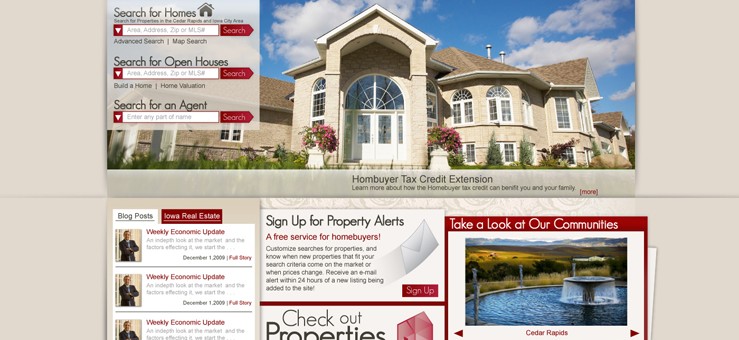 Search for Homes
Search for Properties in the Cedar Rapids and Iowa City Area
Area, Address, Zip or MLS#
Search
Advanced Search | Map Search
Search for Open Houses
Area, Address, Zip or MLS#
Search
Build a Home | Home Valuation
Search for an Agent
Enter any part of name
Search
Hombuyer Tax Credit Extension
Learn more about how the Homebuyer tax credit can benifit you and your family.
[more]
Blog Posts
Iowa Real Estate
Weekly Economic Update
An indepth look at the market and the
factors effecting it, we start the
December 1,2009 | Full Story
Weekly Economic Update
An indepth look at the market and the
factors effecting it, we start the
December 1,2009 | Full Story
Weekly Economic Update
An indepth look at the market and the
factors effecting it, we start the
Sign Up for Property Alerts
A free service for homebuyers!
Customize searches for properties, and
know when new properties that fit your
search criteria come on the market or
when prices change. Receive an e-mail
alert within 24 hours of a new listing being
added to the site!
Sign Up
Check out
Properties
Take a Look at Our Communities
Cedar Rapids